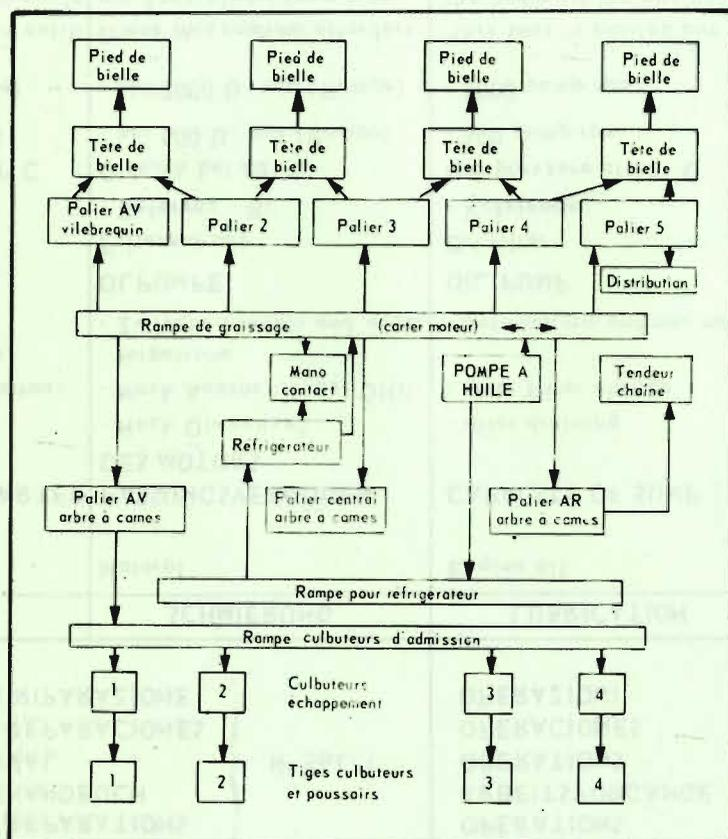 Pied de
bielle
Pied de
bielle
Pied de
bielle
Pied de
bielle
Tête de
bielle
Tête de
bielle
Tête de
bielle
Tête de
bielle
Palier AV
vilebrequin
Palier 2
Palier 3
Palier 4
Palier 5
Distribution
Rampe de graissage (carter moteur)
Mano
contact
POMPE A
HUILE
Tendeur
chaîne
Refrigerateur
Palier AV
arbre à cames
Palier central
arbre à cames
Palier AR
arbre à cames
Rampe pour refrigerateur
Rampe culbuteurs d'admission
1
2
Culbuteurs
echappement
3
4
1
2
Tiges culbuteurs
et poussoirs
3
4